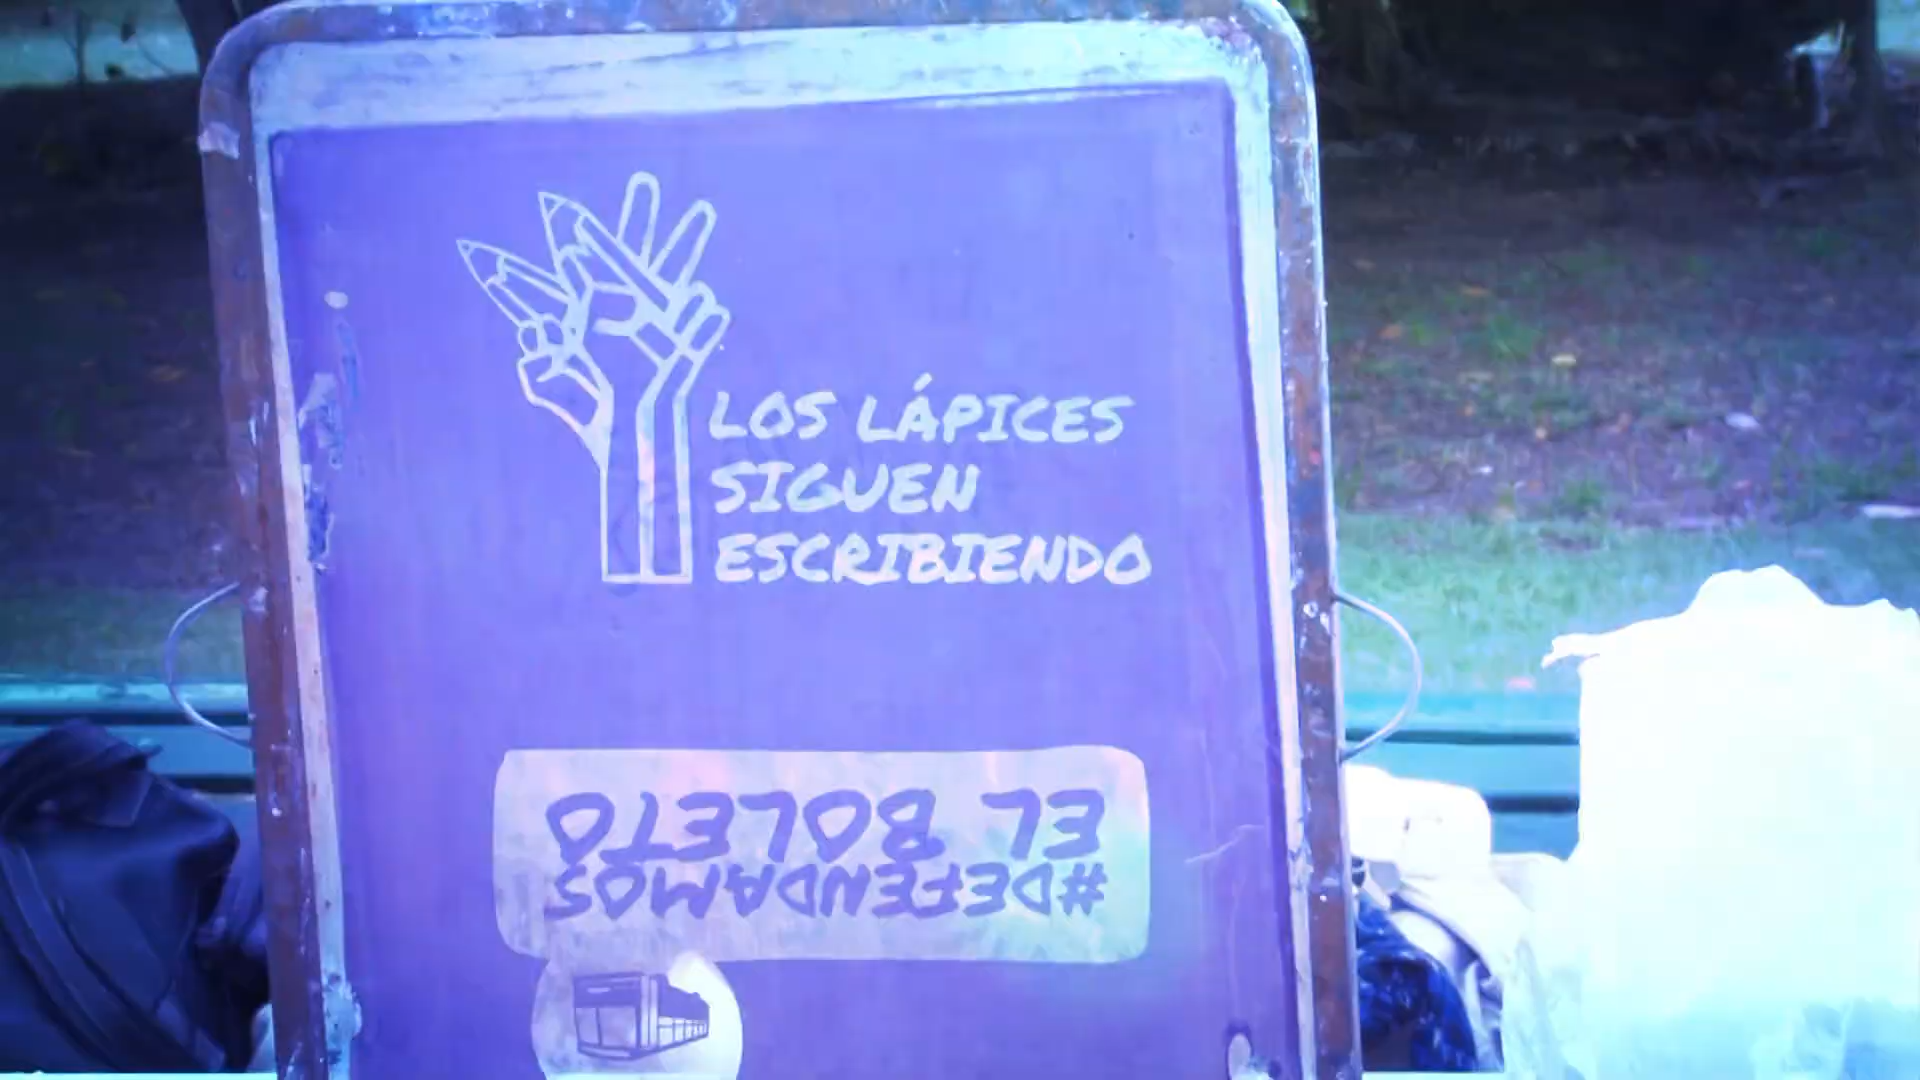 LOS LÁPICES
SIGUEN
ESCRIBIENDO
#DEFENDAMOS
EL BOLETO